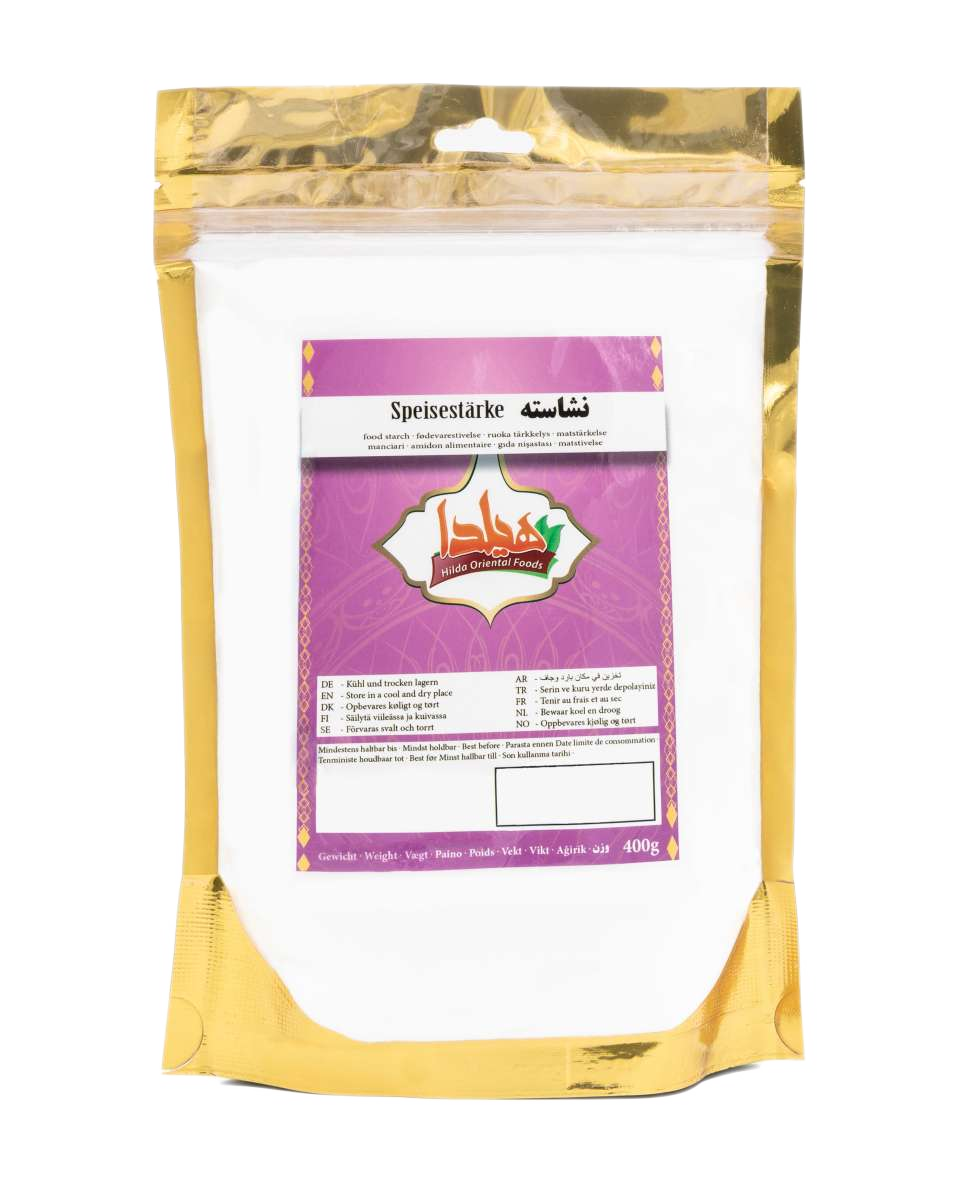 Speisestärke نشاسته
food starch · fødevarestivelse · ruoka tärkkelys · matstärkelse
manciari · amidon alimentaire · gıda nişastası · matstivelse
هيلدا
Hilda Oriental Foods
DE - Kühl und trocken lagern
EN - Store in a cool and dry place
DK - Opbevares køligt og tørt
FI - Säilytä viileässä ja kuivassa
SE - Förvaras svalt och torrt
AR - تخزين في مكان بارد وجاف
TR - Serin ve kuru yerde depolayiniz
FR - Tenir au frais et au sec
NL - Bewaar koel en droog
NO - Oppbevares kjølig og tørt
Mindestens haltbar bis · Mindst holdbar · Best before · Parasta ennen Date limite de consommation
Tenministe houdbaar tot · Best før Minst hallbar till · Son kullanma tarihi ·
Gewicht · Weight · Vægt · Paino · Poids · Vekt · Vikt · Ağirik · وزن 400g